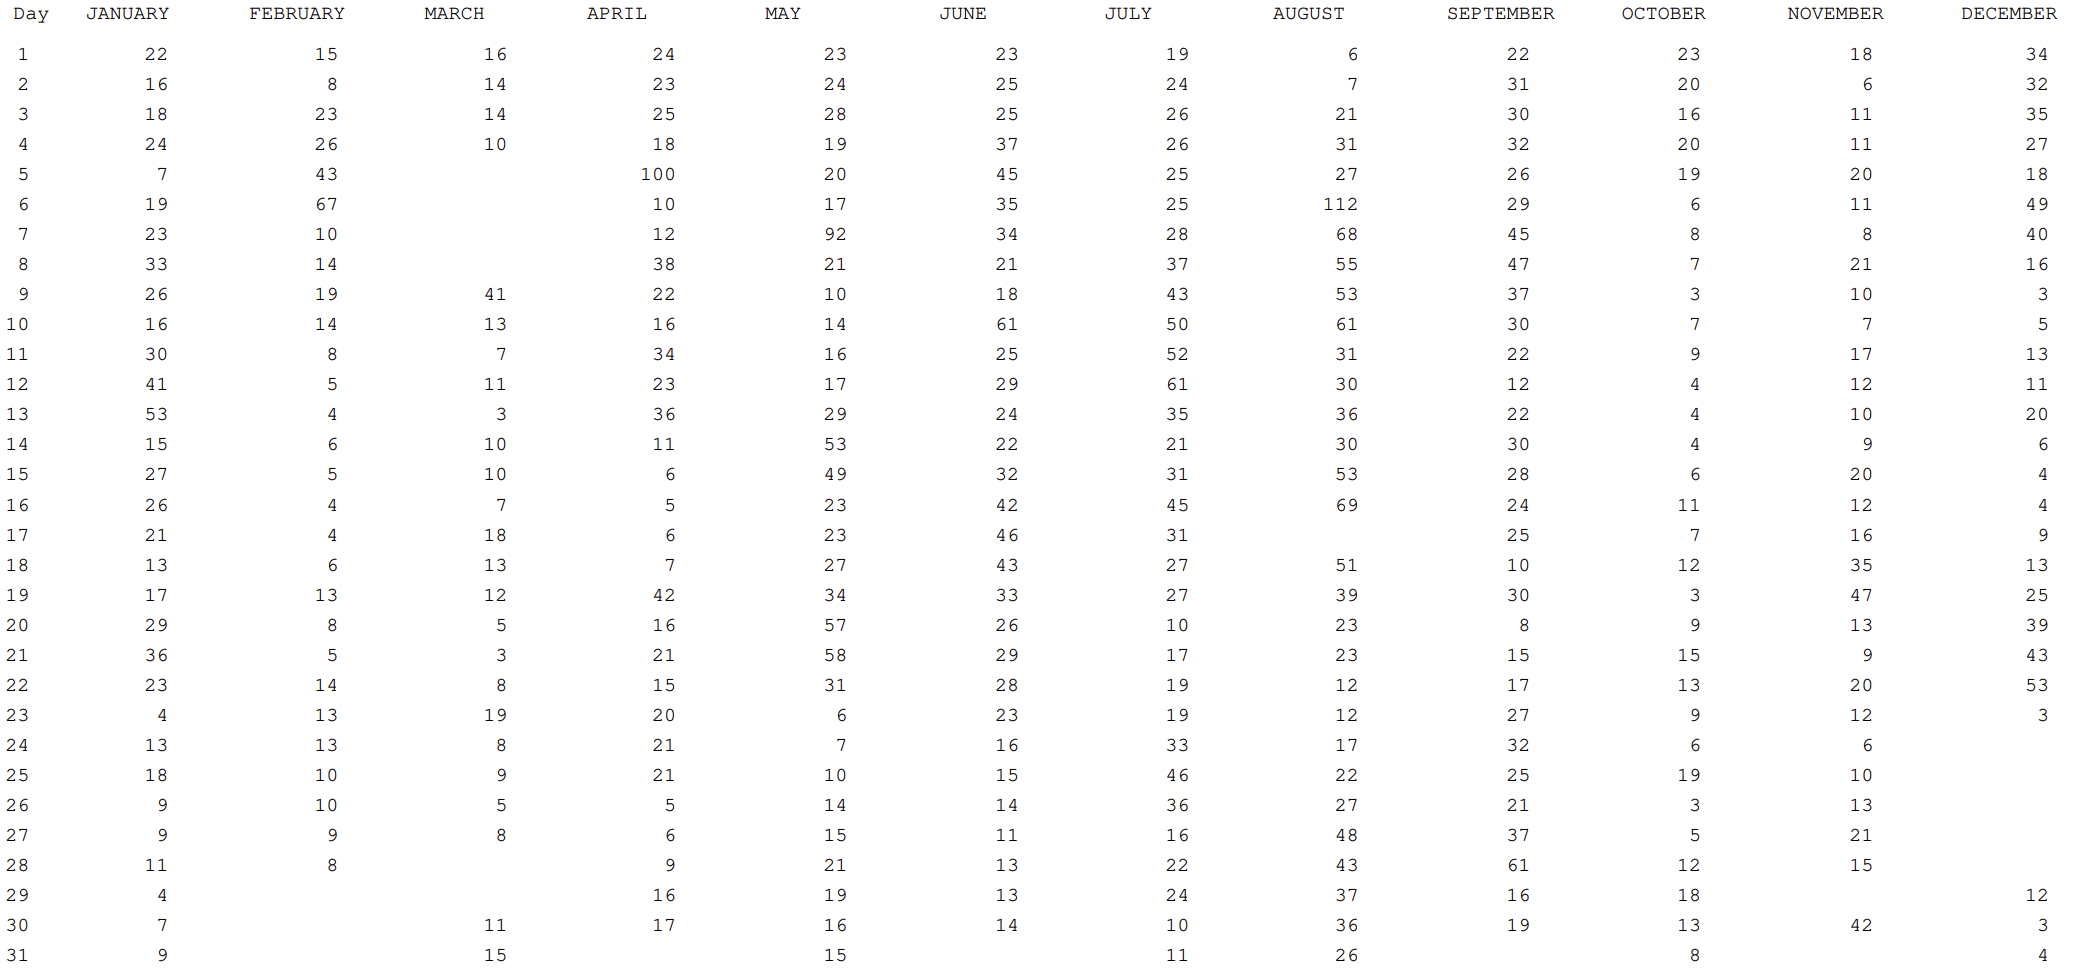 Day JANUARY FEBRUARY MARCH APRIL MAY JUNE JULY AUGUST SEPTEMBER OCTOBER NOVEMBER DECEMBER
1 22 15 16 24 23 23 19 6 22 23 18 34
2 16 8 14 23 24 25 24 7 31 20 6 32
3 18 23 14 25 28 25 26 21 30 16 11 35
4 24 26 10 18 19 37 26 31 32 20 11 27
5 7 43 100 20 45 25 27 26 19 20 18
6 19 67 10 17 35 25 112 29 6 11 49
7 23 10 12 92 34 28 68 45 8 8 40
8 33 14 38 21 21 37 55 47 7 21 16
9 26 19 41 22 10 18 43 53 37 3 10 3
10 16 14 13 16 14 61 50 61 30 7 7 5
11 30 8 7 34 16 25 52 31 22 9 17 13
12 41 5 11 23 17 29 61 30 12 4 12 11
13 53 4 3 36 29 24 35 36 22 4 10 20
14 15 6 10 11 53 22 21 30 30 4 9 6
15 27 5 10 6 49 32 31 53 28 6 20 4
16 26 4 7 5 23 42 45 69 24 11 12 4
17 21 4 18 6 23 46 31 25 7 16 9
18 13 6 13 7 27 43 27 51 10 12 35 13
19 17 13 12 42 34 33 27 39 30 3 47 25
20 29 8 5 16 57 26 10 23 8 9 13 39
21 36 5 3 21 58 29 17 23 15 15 9 43
22 23 14 8 15 31 28 19 12 17 13 20 53
23 4 13 19 20 6 23 19 12 27 9 12 3
24 13 13 8 21 7 16 33 17 32 6 6
25 18 10 9 21 10 15 46 22 25 19 10
26 9 10 5 5 14 14 36 27 21 3 13
27 9 9 8 6 15 11 16 48 37 5 21
28 11 8 9 21 13 22 43 61 12 15
29 4 16 19 13 24 37 16 18 12
30 7 11 17 16 14 10 36 19 13 42 3
31 9 15 15 11 26 8 4